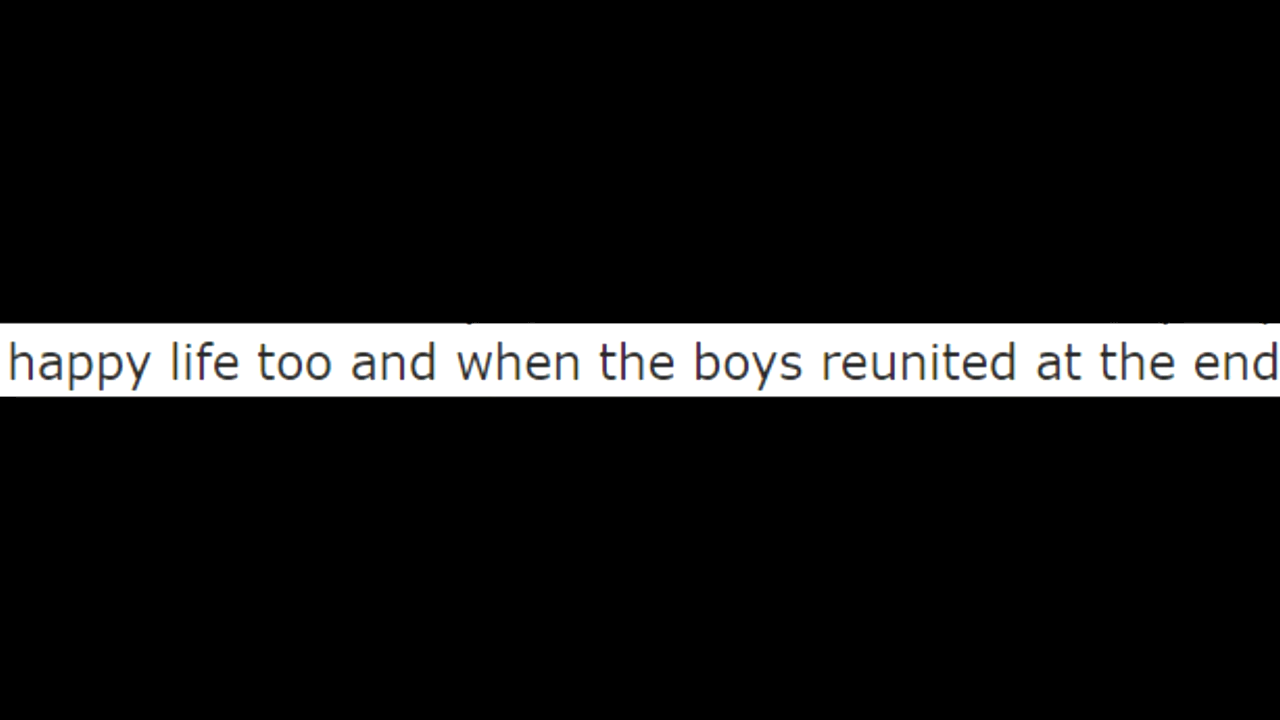 happy life too and when the boys reunited at the end